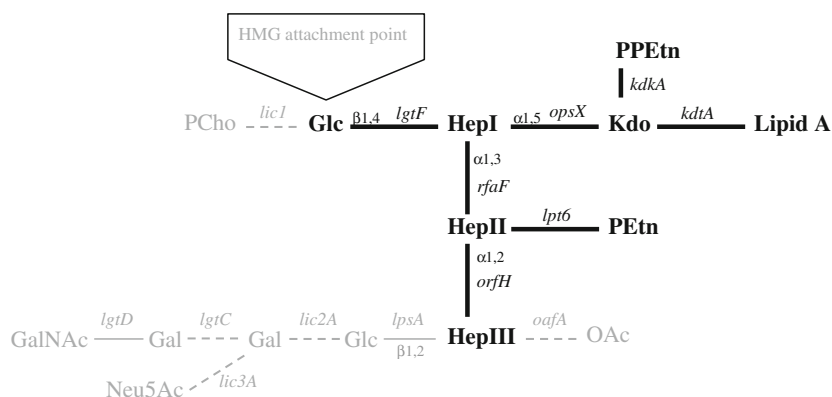 HMG attachment point
PPEtn
kdkA
PCho lic1 Glc β1,4 lgtF HepI α1,5 opsX Kdo kdtA Lipid A
α1,3
rfaF
HepII lpt6 PEtn
α1,2
orfH
GalNAc lgtD Gal lgtC Gal lic2A Glc lpsA β1,2 HepIII oafA OAc
Neu5Ac lic3A